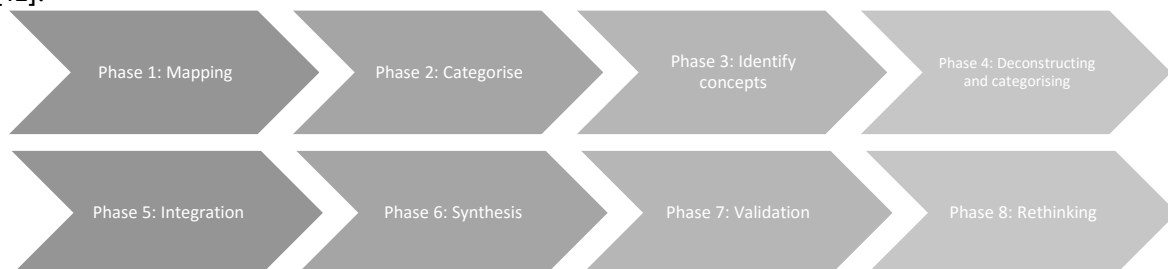 Phase 1: Mapping
Phase 2: Categorise
Phase 3: Identify
concepts
Phase 4: Deconstructing
and categorising
Phase 5: Integration
Phase 6: Synthesis
Phase 7: Validation
Phase 8: Rethinking